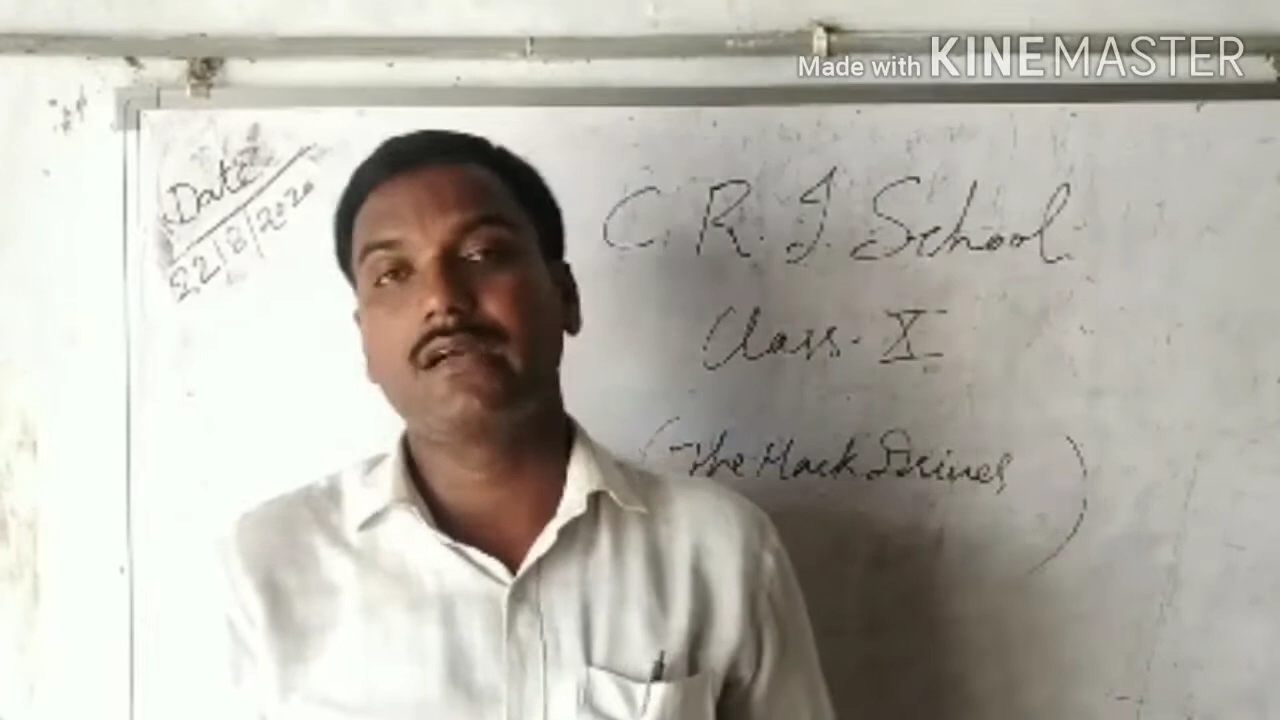 Made with KINEMASTER
Date
22/8/2020
C. R. J School
Class - X
(The Hack Driver)